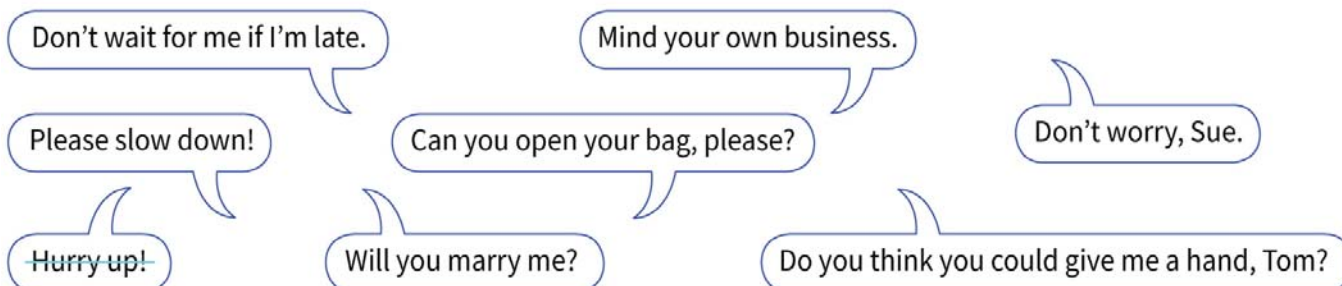 Don’t wait for me if I’m late.
Mind your own business.
Don’t worry, Sue.
Please slow down!
Can you open your bag, please?
Hurry up!
Will you marry me?
Do you think you could give me a hand, Tom?